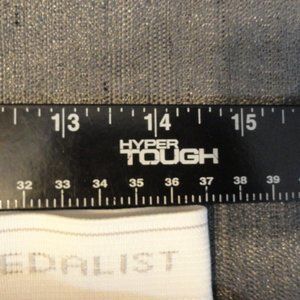 13 14 15
HYPER
TOUGH
32 33 34 35 36 37 38 39
EDALIST